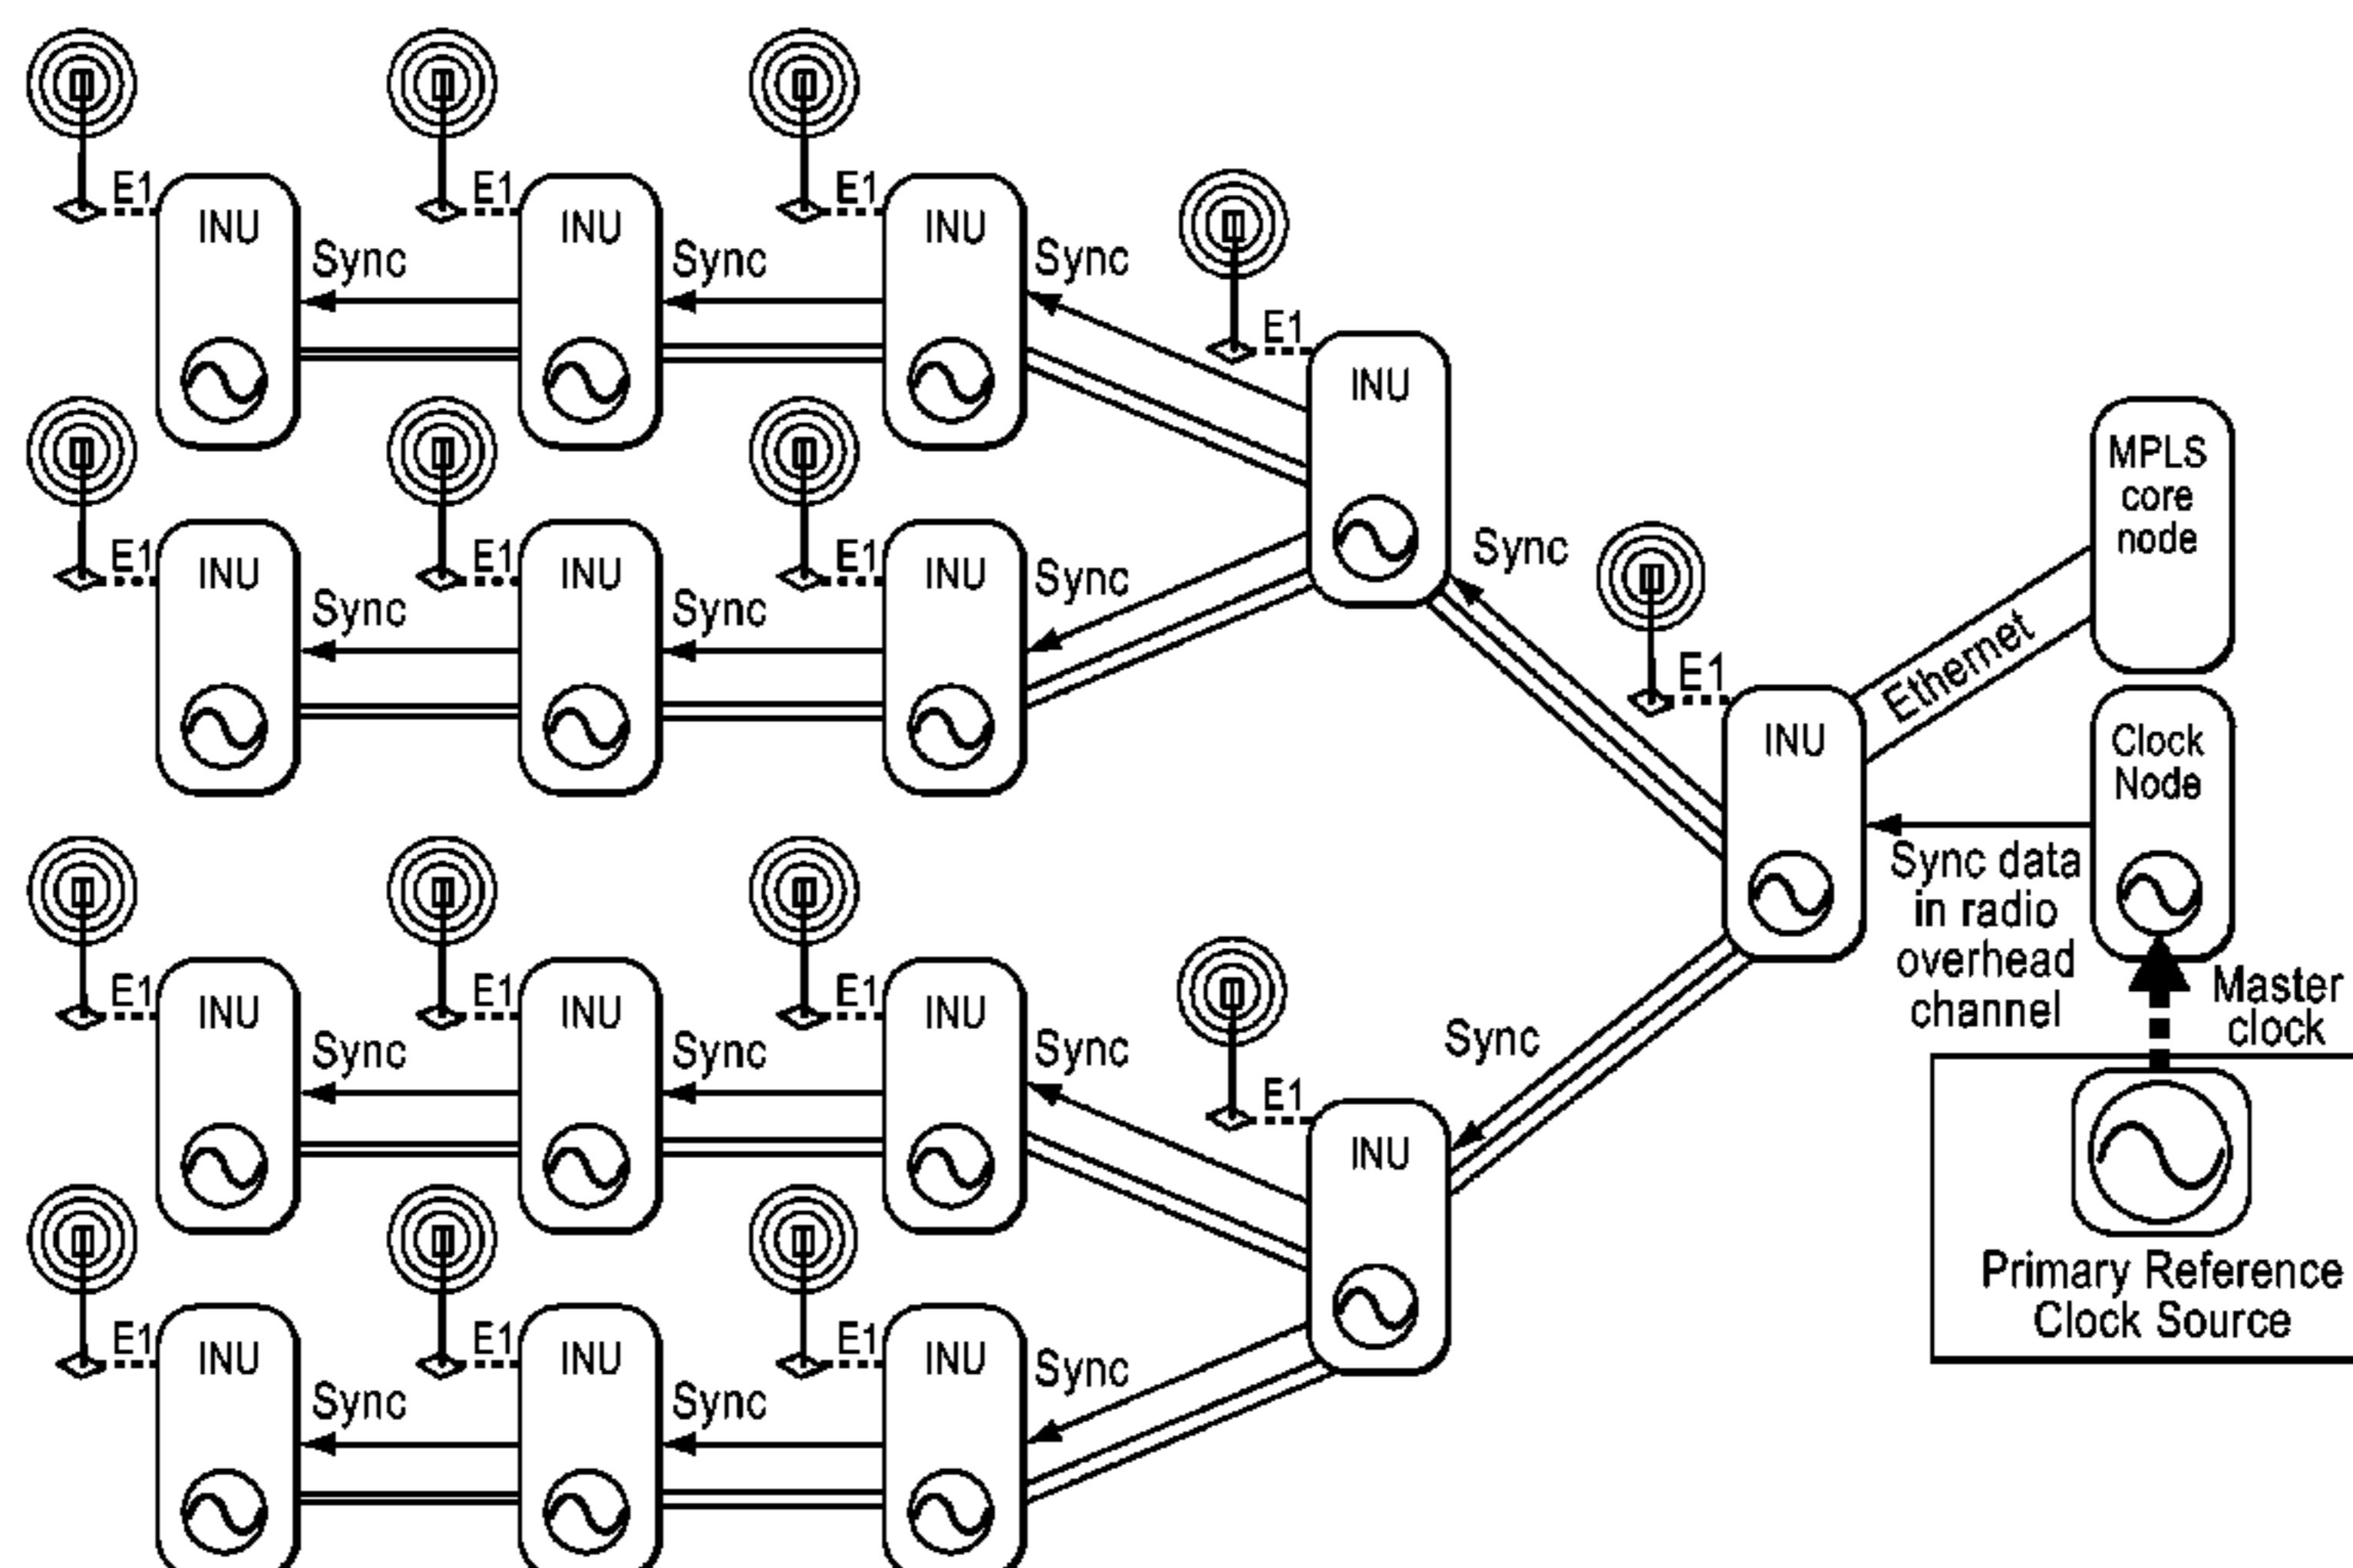 E1
INU
E1
INU
E1
INU
Sync
Sync
Sync
E1
INU
E1
INU
E1
INU
E1
INU
Sync
Sync
Sync
Sync
E1
INU
MPLS
core
node
Ethernet
Clock
Node
Sync data
in radio
overhead
channel
Master
clock
Primary Reference
Clock Source
E1
INU
E1
INU
E1
INU
Sync
Sync
Sync
Sync
E1
INU
E1
INU
E1
INU
E1
INU
Sync
Sync
Sync